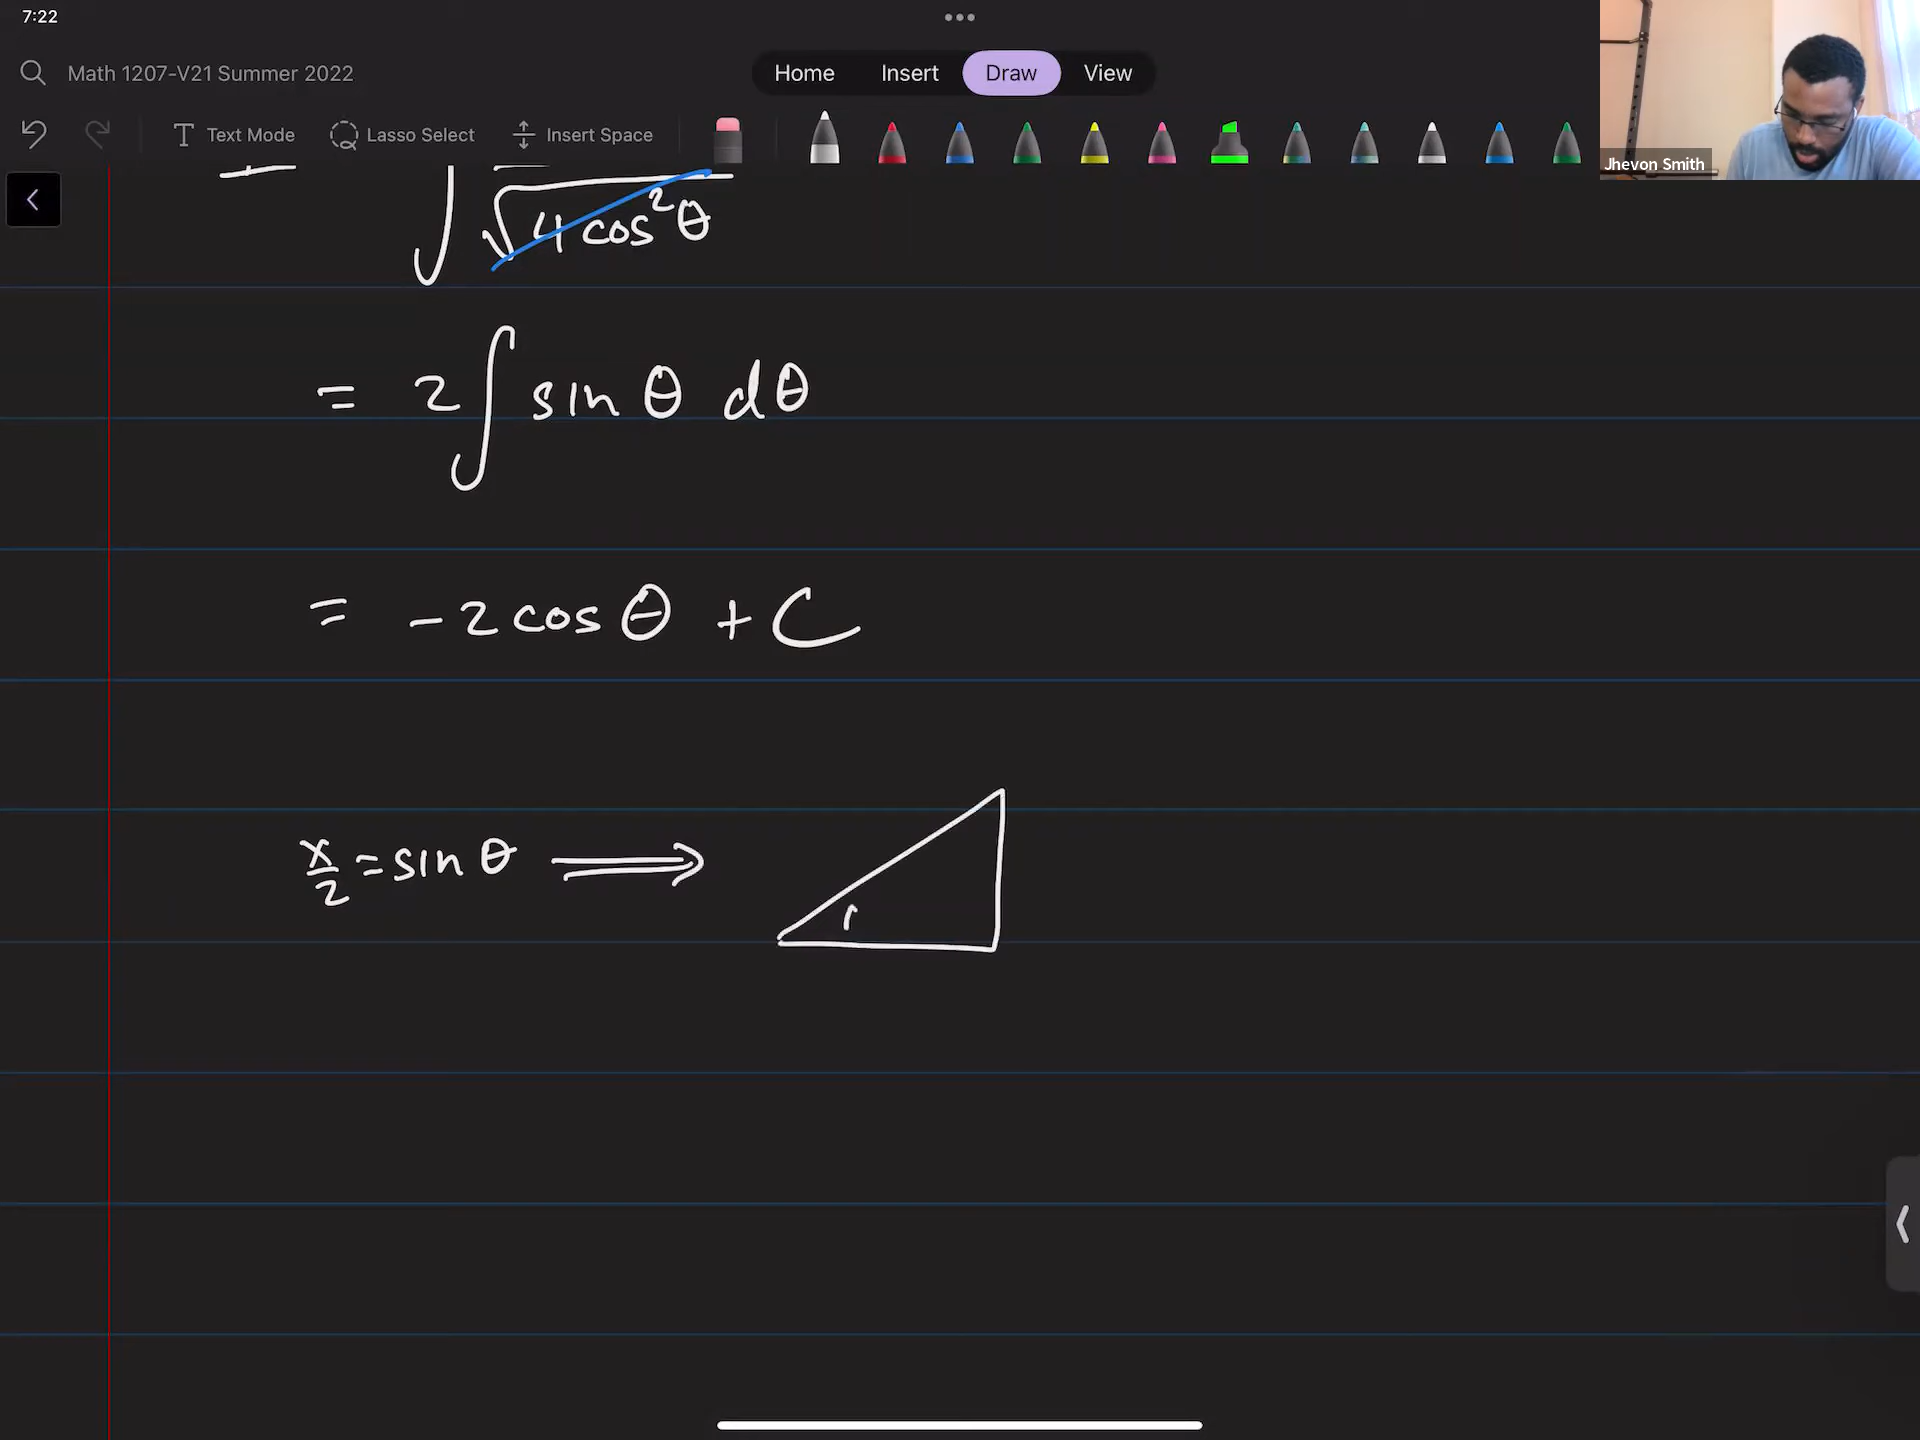 7:22
Math 1207-V21 Summer 2022
Home Insert Draw View
Text Mode Lasso Select Insert Space
Jhevon Smith
√4cos²θ
= 2∫ sin θ dθ
= -2cos θ + C
x/2 = sin θ ⟹